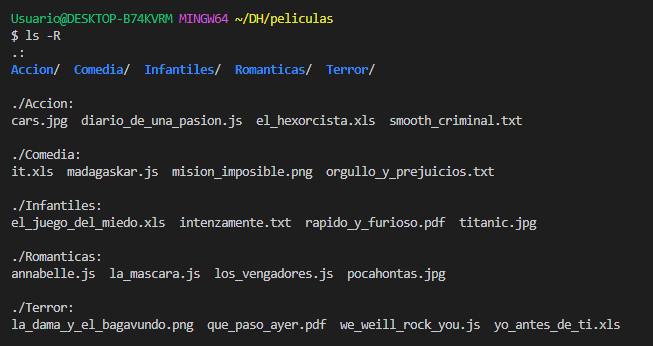 Usuario@DESKTOP-B74KVRM MINGW64 ~/DH/peliculas
$ ls -R
.:
Accion/  Comedia/  Infantiles/  Romanticas/  Terror/
./Accion:
cars.jpg  diario_de_una_pasion.js  el_hexorcista.xls  smooth_criminal.txt
./Comedia:
it.xls  madagaskar.js  mision_imposible.png  orgullo_y_prejuicios.txt
./Infantiles:
el_juego_del_miedo.xls  intenzamente.txt  rapido_y_furioso.pdf  titanic.jpg
./Romanticas:
annabelle.js  la_mascara.js  los_vengadores.js  pocahontas.jpg
./Terror:
la_dama_y_el_bagavundo.png  que_paso_ayer.pdf  we_weill_rock_you.js  yo_antes_de_ti.xls